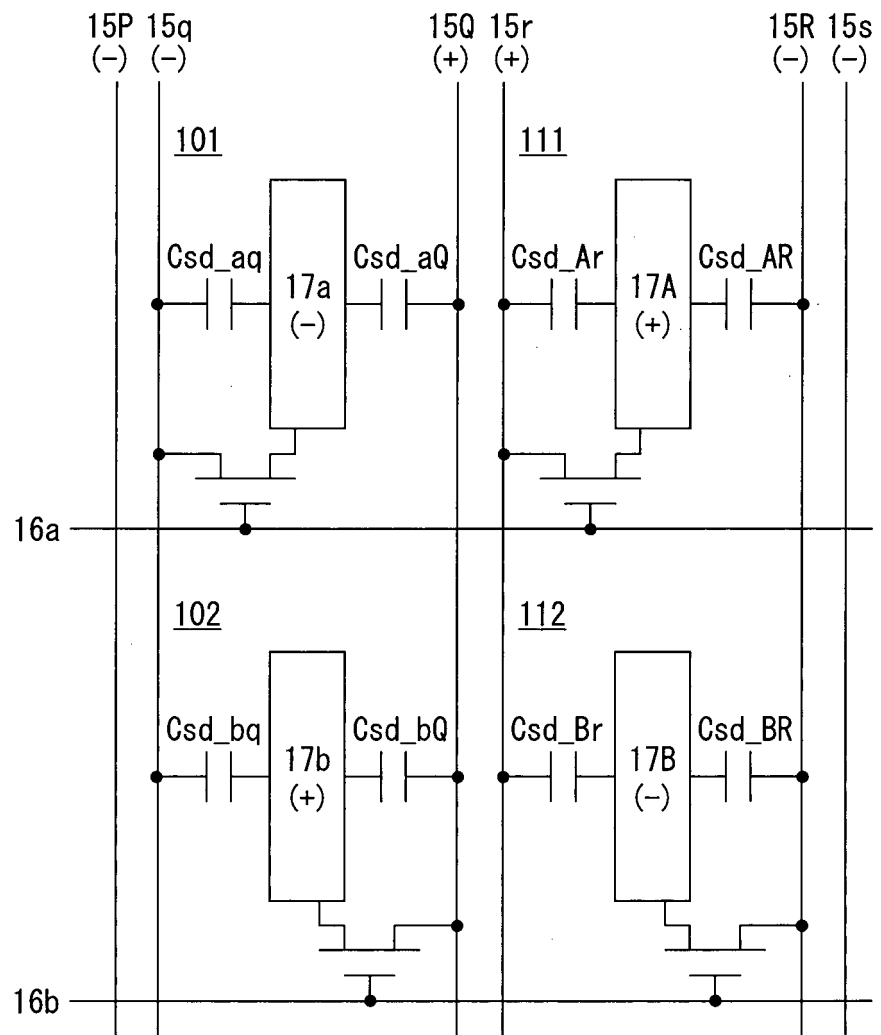 15P 15q 15Q 15r 15R 15s
(−) (−) (+) (+) (−) (−)
101 111
Csd_aq Csd_aQ Csd_Ar Csd_AR
17a 17A
(−) (+)
16a
102 112
Csd_bq Csd_bQ Csd_Br Csd_BR
17b 17B
(+) (−)
16b